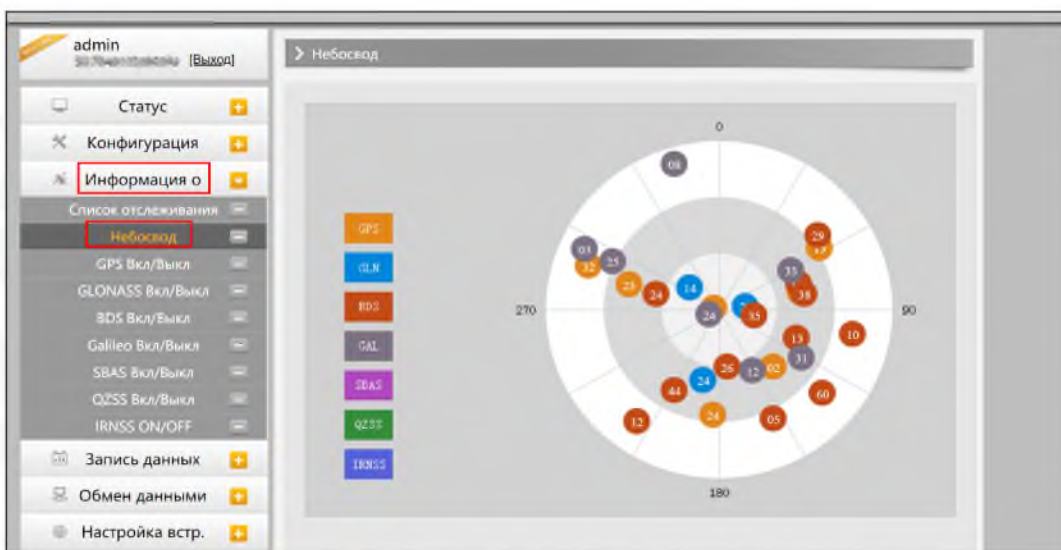 admin
[Выход]
Статус
Конфигурация
Информация о
Список отслеживания
Небосвод
GPS Вкл/Выкл
GLONASS Вкл/Выкл
BDS Вкл/Выкл
Galileo Вкл/Выкл
SBAS Вкл/Выкл
QZSS Вкл/Выкл
IRNSS ON/OFF
Запись данных
Обмен данными
Настройка встр.
Небосвод
GPS
GLN
BDS
GAL
SBAS
QZSS
IRNSS
0
08
29
03
25
32
33
23
24
14
38
270
90
24
35
10
13
31
26
12
02
24
44
60
24
05
12
180